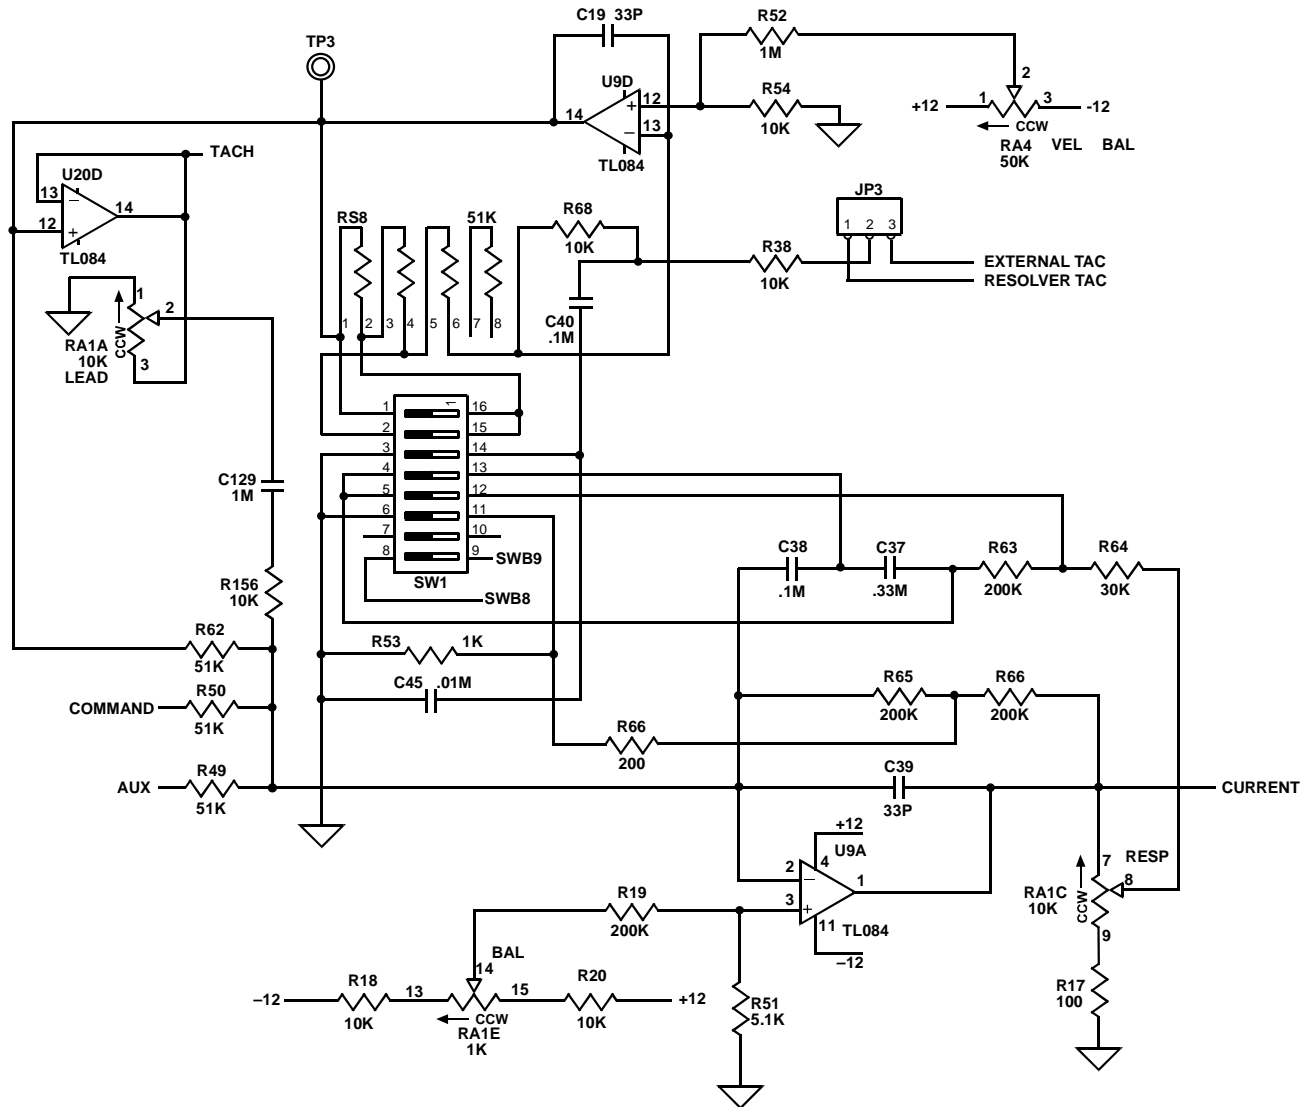 C19 33P
R52
1M
TP3
2
U9D
12
14
13
TL084
R54
10K
+12
1
3
-12
CCW
RA4
50K
VEL BAL
TACH
U20D
13
14
12
TL084
JP3
1 2 3
RS8
51K
R68
10K
R38
10K
EXTERNAL TAC
RESOLVER TAC
1
2
CCW
3
RA1A
10K
LEAD
1 2 3 4 5 6 7 8
C40
.1M
1
1 16
2 15
3 14
4 13
5 12
6 11
7 10
8 9
SW1
SWB9
SWB8
C129
1M
R156
10K
C38
.1M
C37
.33M
R63
200K
R64
30K
R62
51K
R53 1K
C45 .01M
R50
51K
COMMAND
R65
200K
R66
200K
R66
200
R49
51K
AUX
C39
33P
CURRENT
+12
U9A
4
2
1
3
11
TL084
–12
7
RESP
8
CCW
RA1C
10K
9
R19
200K
BAL
14
–12
R18
10K
13
15
CCW
RA1E
1K
R20
10K
+12
R51
5.1K
R17
100